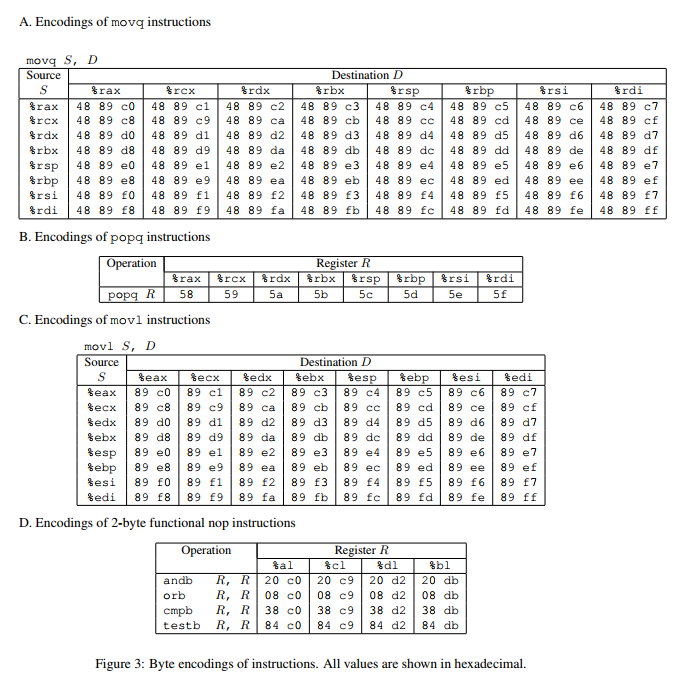 A. Encodings of movq instructions
movq S, D
Source Destination D
S %rax %rcx %rdx %rbx %rsp %rbp %rsi %rdi
%rax 48 89 c0 48 89 c1 48 89 c2 48 89 c3 48 89 c4 48 89 c5 48 89 c6 48 89 c7
%rcx 48 89 c8 48 89 c9 48 89 ca 48 89 cb 48 89 cc 48 89 cd 48 89 ce 48 89 cf
%rdx 48 89 d0 48 89 d1 48 89 d2 48 89 d3 48 89 d4 48 89 d5 48 89 d6 48 89 d7
%rbx 48 89 d8 48 89 d9 48 89 da 48 89 db 48 89 dc 48 89 dd 48 89 de 48 89 df
%rsp 48 89 e0 48 89 e1 48 89 e2 48 89 e3 48 89 e4 48 89 e5 48 89 e6 48 89 e7
%rbp 48 89 e8 48 89 e9 48 89 ea 48 89 eb 48 89 ec 48 89 ed 48 89 ee 48 89 ef
%rsi 48 89 f0 48 89 f1 48 89 f2 48 89 f3 48 89 f4 48 89 f5 48 89 f6 48 89 f7
%rdi 48 89 f8 48 89 f9 48 89 fa 48 89 fb 48 89 fc 48 89 fd 48 89 fe 48 89 ff
B. Encodings of popq instructions
Operation Register R
%rax %rcx %rdx %rbx %rsp %rbp %rsi %rdi
popq R 58 59 5a 5b 5c 5d 5e 5f
C. Encodings of movl instructions
movl S, D
Source Destination D
S %eax %ecx %edx %ebx %esp %ebp %esi %edi
%eax 89 c0 89 c1 89 c2 89 c3 89 c4 89 c5 89 c6 89 c7
%ecx 89 c8 89 c9 89 ca 89 cb 89 cc 89 cd 89 ce 89 cf
%edx 89 d0 89 d1 89 d2 89 d3 89 d4 89 d5 89 d6 89 d7
%ebx 89 d8 89 d9 89 da 89 db 89 dc 89 dd 89 de 89 df
%esp 89 e0 89 e1 89 e2 89 e3 89 e4 89 e5 89 e6 89 e7
%ebp 89 e8 89 e9 89 ea 89 eb 89 ec 89 ed 89 ee 89 ef
%esi 89 f0 89 f1 89 f2 89 f3 89 f4 89 f5 89 f6 89 f7
%edi 89 f8 89 f9 89 fa 89 fb 89 fc 89 fd 89 fe 89 ff
D. Encodings of 2-byte functional nop instructions
Operation Register R
%al %cl %dl %bl
andb R, R 20 c0 20 c9 20 d2 20 db
orb R, R 08 c0 08 c9 08 d2 08 db
cmpb R, R 38 c0 38 c9 38 d2 38 db
testb R, R 84 c0 84 c9 84 d2 84 db
Figure 3: Byte encodings of instructions. All values are shown in hexadecimal.